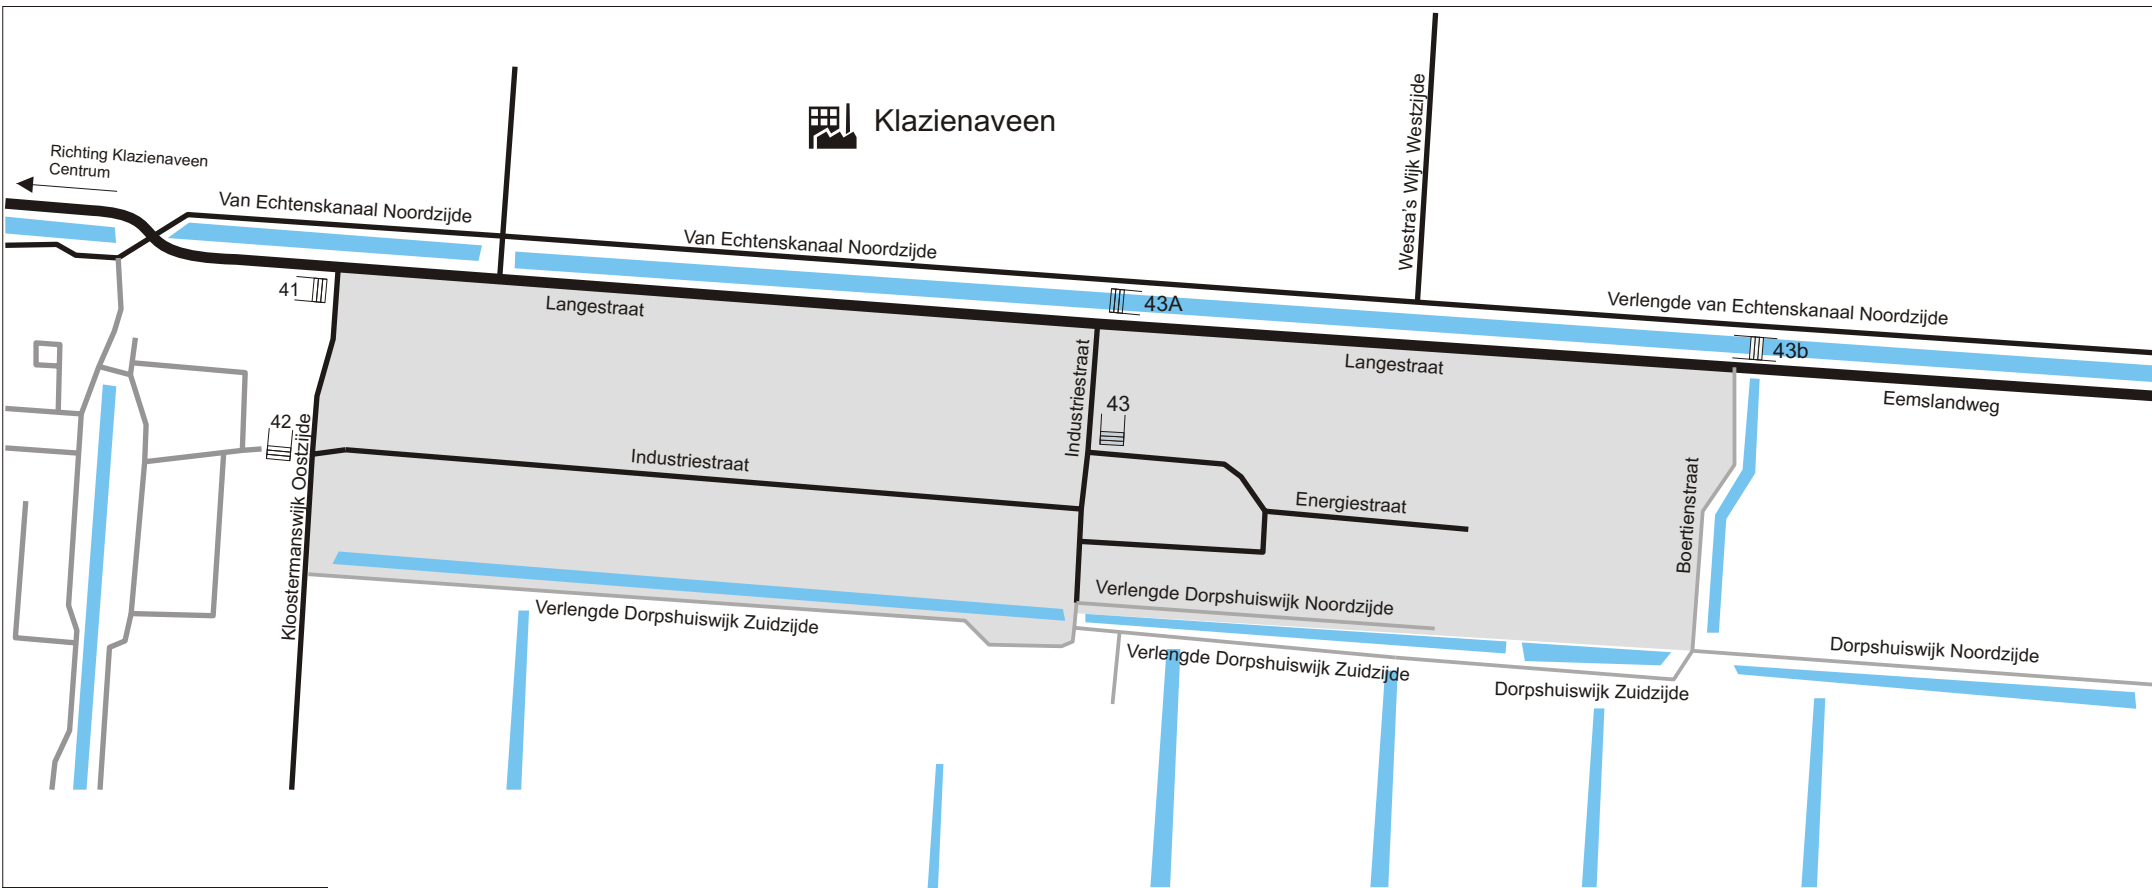 Klazienaveen
Richting Klazienaveen
Centrum
Van Echtenskanaal Noordzijde
Van Echtenskanaal Noordzijde
Westra's Wijk Westzijde
Verlengde van Echtenskanaal Noordzijde
41
Langestraat
43A
43b
Langestraat
Eemslandweg
42
43
Industriestraat
Kloostermanswijk Oostzijde
Industriestraat
Energiestraat
Boertienstraat
Verlengde Dorpshuiswijk Noordzijde
Verlengde Dorpshuiswijk Zuidzijde
Verlengde Dorpshuiswijk Zuidzijde
Dorpshuiswijk Noordzijde
Dorpshuiswijk Zuidzijde